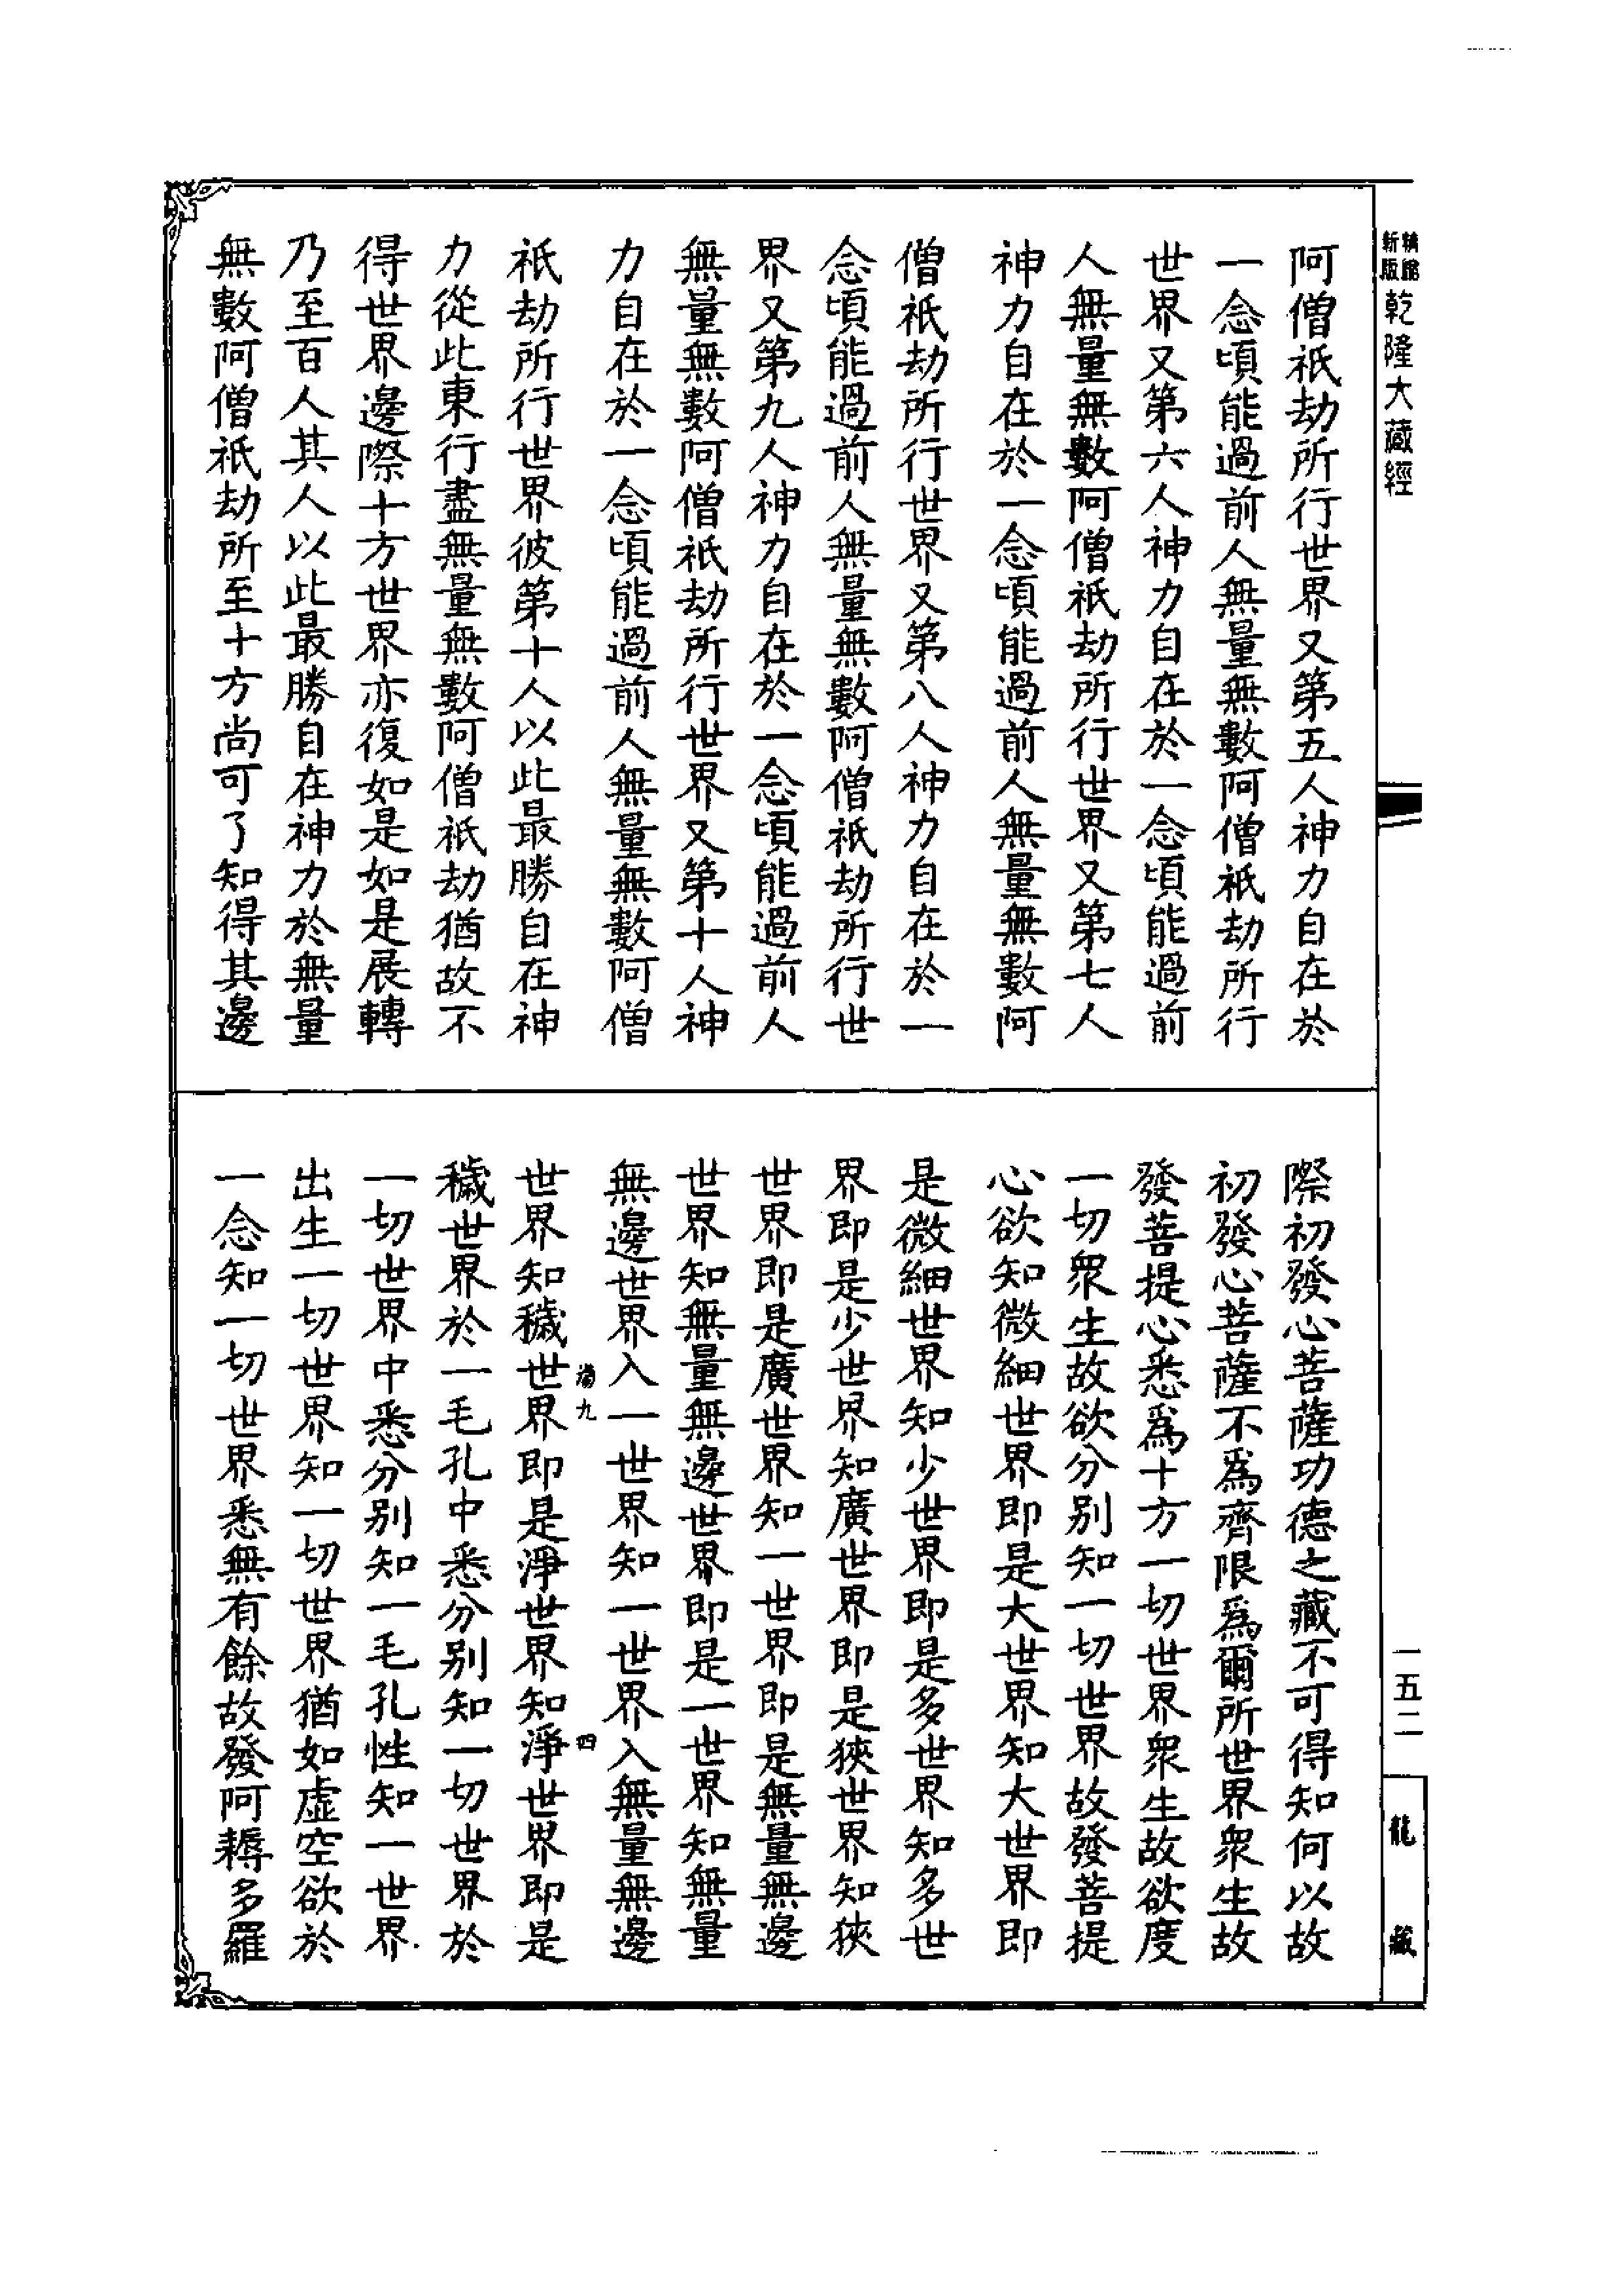 新版精縮乾隆大藏經
阿僧祇劫所行世界又第五人神力自在於
一念頃能過前人無量無數阿僧祇劫所行
世界又第六人神力自在於一念頃能過前
人無量無數阿僧祇劫所行世界又第七人
神力自在於一念頃能過前人無量無數阿
僧祇劫所行世界又第八人神力自在於一
念頃能過前人無量無數阿僧祇劫所行世
界又第九人神力自在於一念頃能過前人
無量無數阿僧祇劫所行世界又第十人神
力自在於一念頃能過前人無量無數阿僧
祇劫所行世界彼第十人以此最勝自在神
力從此東行盡無量無數阿僧祇劫猶故不
得世界邊際十方世界亦復如是如是展轉
乃至百人其人以此最勝自在神力於無量
無數阿僧祇劫所至十方尚可了知得其邊
際初發心菩薩功德之藏不可得知何以故
初發心菩薩不為齊限為爾所世界衆生故
發菩提心悉為十方一切世界衆生故欲度
一切衆生故欲分別知一切世界故發菩提
心欲知微細世界即是大世界知大世界即
是微細世界知少世界即是多世界知多世
界即是少世界知廣世界即是狹世界知狹
世界即是廣世界知一世界即是無量無邊
世界知無量無邊世界即是一世界知無量
無邊世界入一世界知一世界入無量無邊
世界知穢世界即是淨世界知淨世界即是
穢世界於一毛孔中悉分別知一切世界於
一切世界中悉分別知一毛孔性知一世界
出生一切世界知一切世界猶如虛空欲於
一念知一切世界悉無有餘故發阿耨多羅
九
四
一五二
龍藏